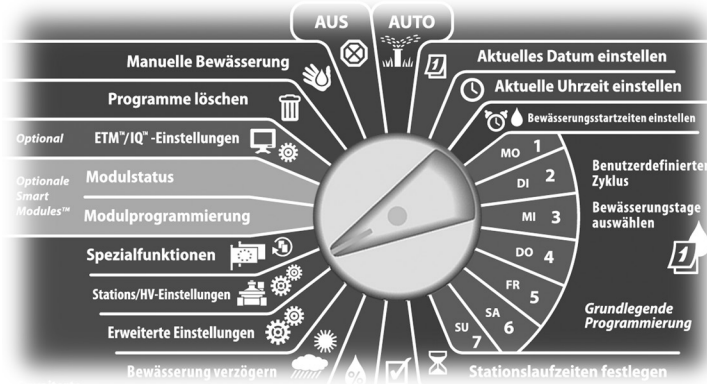 AUS
AUTO
Manuelle Bewässerung
Programme löschen
Optional
ETM™/IQ™ -Einstellungen
Optionale
Smart
Modules™
Modulstatus
Modulprogrammierung
Spezialfunktionen
Stations/HV-Einstellungen
Erweiterte Einstellungen
Bewässerung verzögern
Aktuelles Datum einstellen
Aktuelle Uhrzeit einstellen
Bewässerungsstartzeiten einstellen
MO 1
DI 2
MI 3
DO 4
FR 5
SA 6
SU 7
Benutzerdefinierter
Zyklus
Bewässerungstage
auswählen
1
1
Grundlegende
Programmierung
%
Stationslaufzeiten festlegen